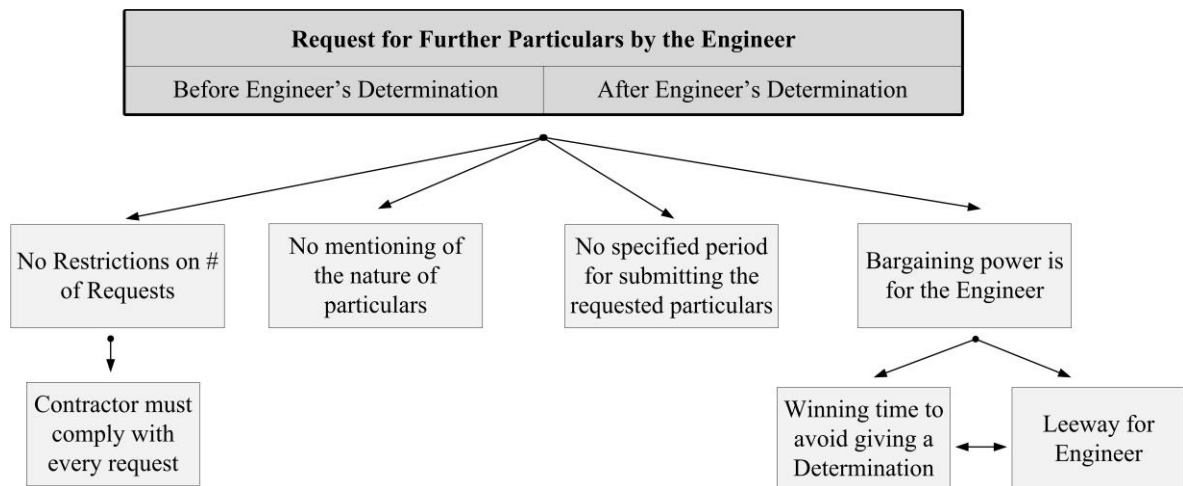 Request for Further Particulars by the Engineer
Before Engineer’s Determination
After Engineer’s Determination
No Restrictions on #
of Requests
No mentioning of
the nature of
particulars
No specified period
for submitting the
requested particulars
Bargaining power is
for the Engineer
Contractor must
comply with
every request
Winning time to
avoid giving a
Determination
Leeway for
Engineer